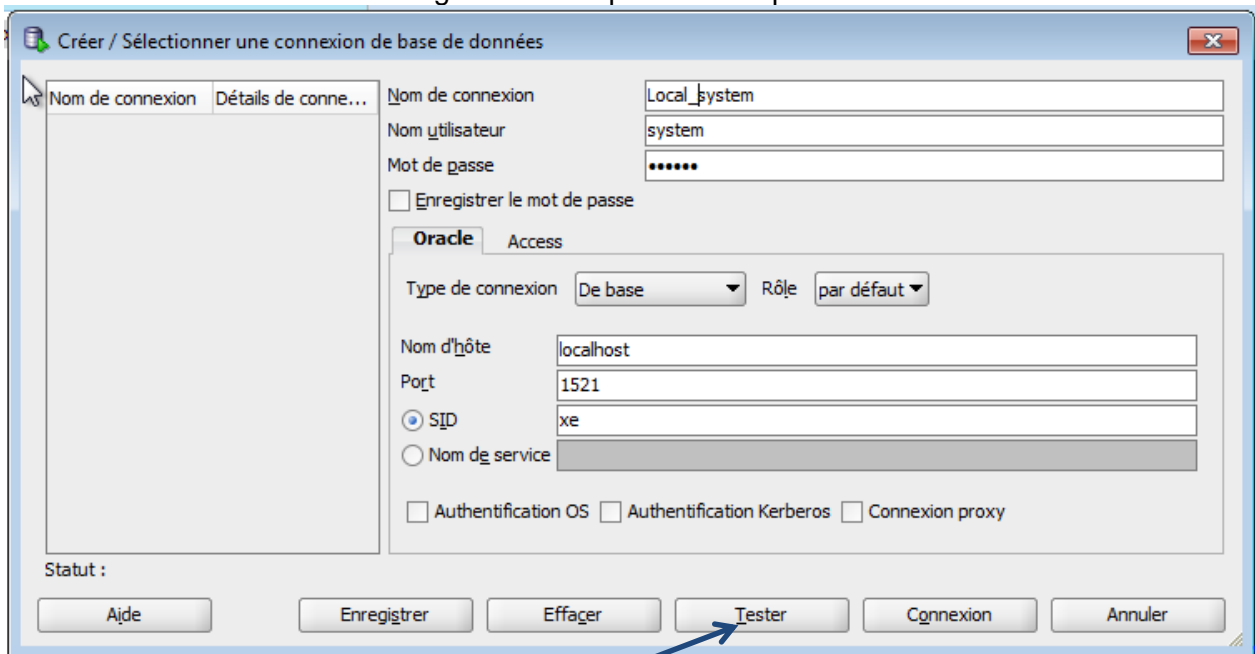 Créer / Sélectionner une connexion de base de données
Nom de connexion Détails de conne...
Nom de connexion Local_system
Nom utilisateur system
Mot de passe ••••••
Enregistrer le mot de passe
Oracle Access
Type de connexion De base Rôle par défaut
Nom d'hôte localhost
Port 1521
SID xe
Nom de service
Authentification OS Authentification Kerberos Connexion proxy
Statut :
Aide Enregistrer Effacer Tester Connexion Annuler